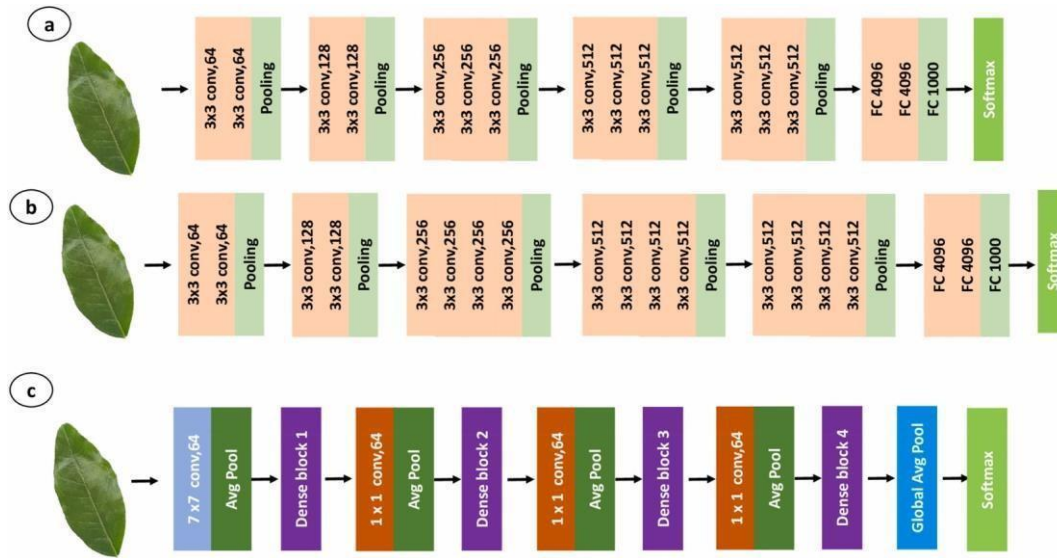 a
3x3 conv,64
3x3 conv,64
Pooling
3x3 conv,128
3x3 conv,128
Pooling
3x3 conv,256
3x3 conv,256
3x3 conv,256
Pooling
3x3 conv,512
3x3 conv,512
3x3 conv,512
Pooling
3x3 conv,512
3x3 conv,512
3x3 conv,512
Pooling
FC 4096
FC 4096
FC 1000
Softmax
b
3x3 conv,64
3x3 conv,64
Pooling
3x3 conv,128
3x3 conv,128
Pooling
3x3 conv,256
3x3 conv,256
3x3 conv,256
3x3 conv,256
Pooling
3x3 conv,512
3x3 conv,512
3x3 conv,512
3x3 conv,512
Pooling
3x3 conv,512
3x3 conv,512
3x3 conv,512
3x3 conv,512
Pooling
FC 4096
FC 4096
FC 1000
Softmax
c
7 x7 conv,64
Avg Pool
Dense block 1
1 x 1 conv,64
Avg Pool
Dense block 2
1 x 1 conv,64
Avg Pool
Dense block 3
1 x 1 conv,64
Avg Pool
Dense block 4
Global Avg Pool
Softmax